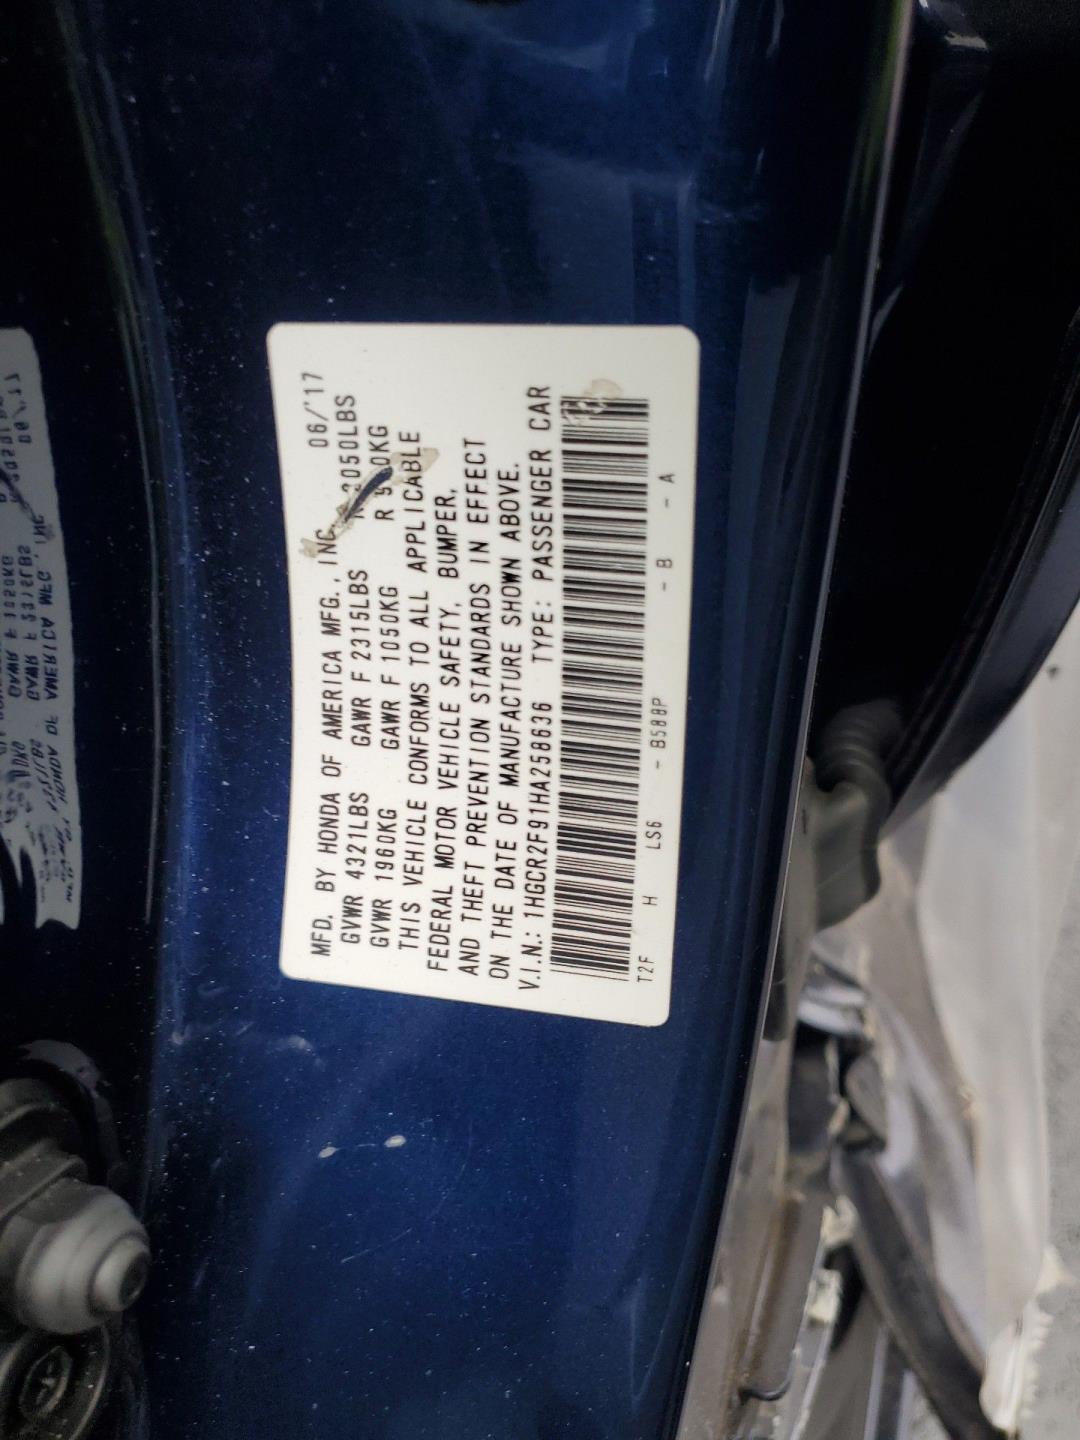 MFD. BY HONDA OF AMERICA MFG., INC. 06/'17
GVWR 4321LBS GAWR F 2315LBS 2050LBS
GVWR 1960KG GAWR F 1050KG R
THIS VEHICLE CONFORMS TO ALL APPLICABLE
FEDERAL MOTOR VEHICLE SAFETY, BUMPER,
AND THEFT PREVENTION STANDARDS IN EFFECT
ON THE DATE OF MANUFACTURE SHOWN ABOVE.
V.I.N.: 1HGCR2F91HA258636 TYPE: PASSENGER CAR
T2F H LS6 - B588P - B - A